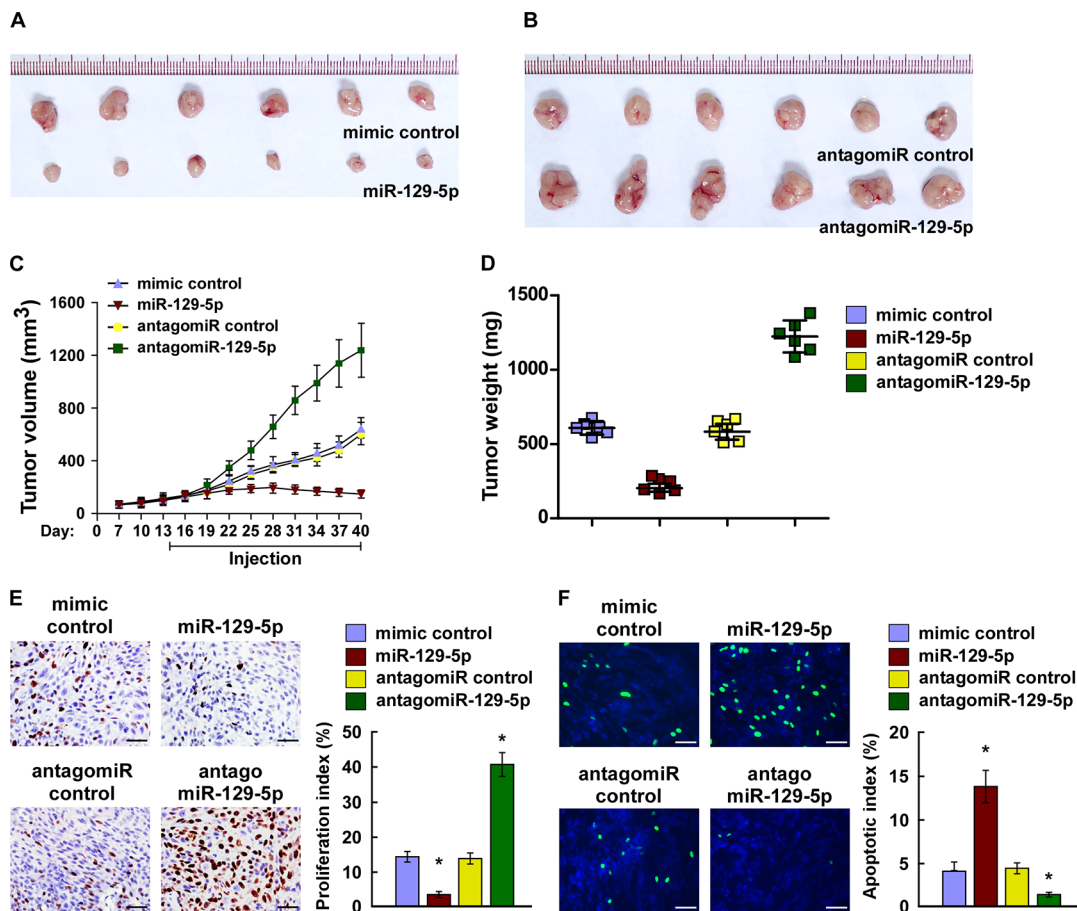 A
mimic control
miR-129-5p
B
antagomiR control
antagomiR-129-5p
C
mimic control
miR-129-5p
antagomiR control
antagomiR-129-5p
Tumor volume (mm³)
1600
1200
800
400
0
Day:
0 7 10 13 16 19 22 25 28 31 34 37 40
Injection
D
Tumor weight (mg)
1500
1000
500
0
mimic control
miR-129-5p
antagomiR control
antagomiR-129-5p
E
mimic
control
miR-129-5p
antagomiR
control
antago
miR-129-5p
mimic control
miR-129-5p
antagomiR control
antagomiR-129-5p
Proliferation index (%)
50
40
30
20
10
0
*
*
F
mimic
control
miR-129-5p
antagomiR
control
antago
miR-129-5p
mimic control
miR-129-5p
antagomiR control
antagomiR-129-5p
Apoptotic index (%)
20
15
10
5
0
*
*